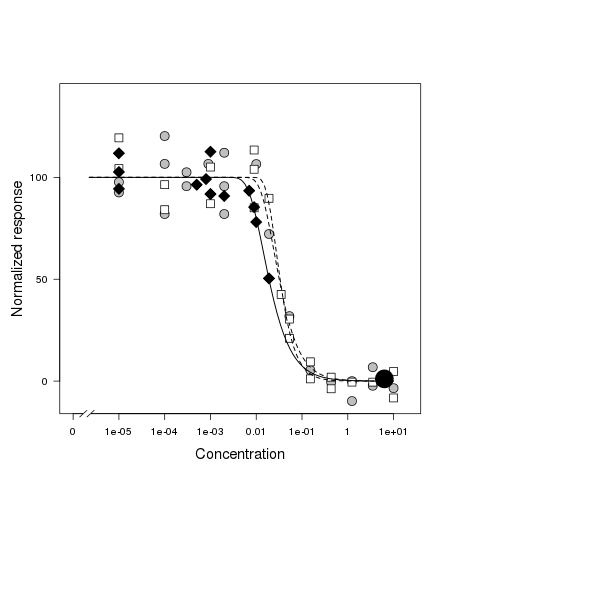 Normalized response
100
50
0
0 1e-05 1e-04 1e-03 0.01 1e-01 1 1e+01
Concentration